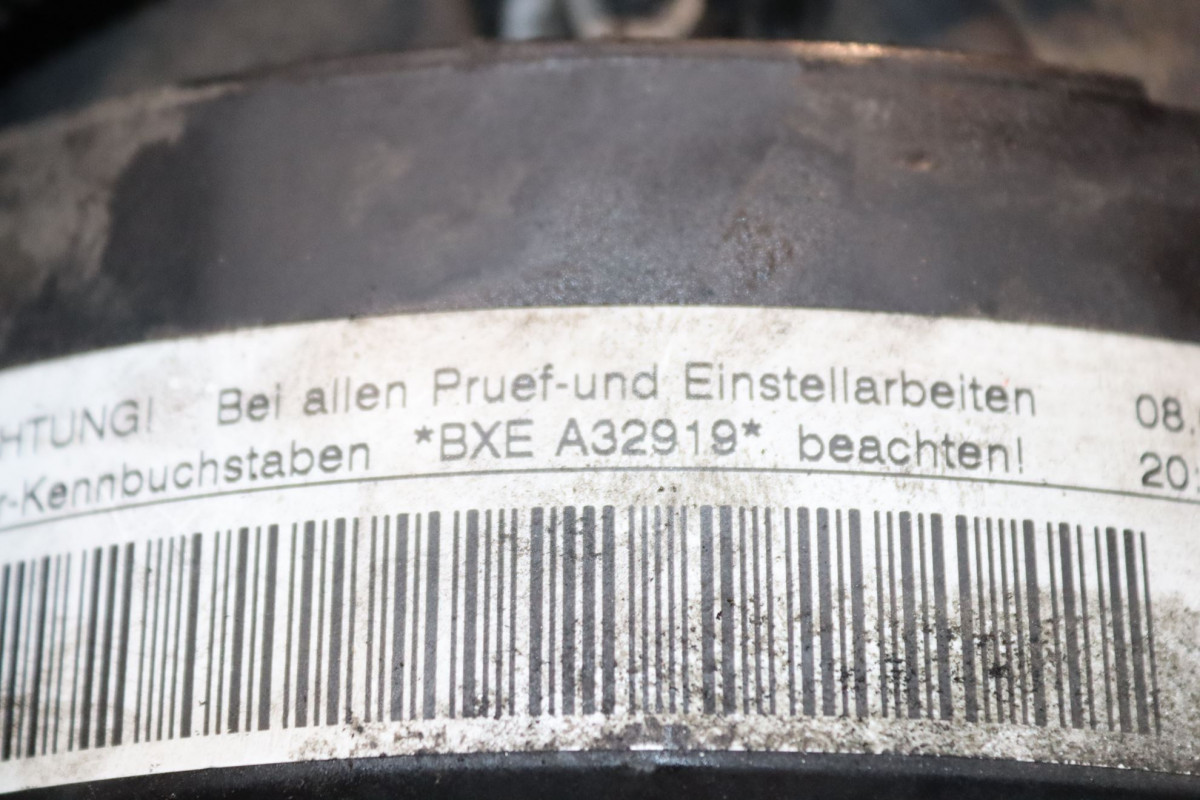 HTUNG! Bei allen Pruef-und Einstellarbeiten 08.
r-Kennbuchstaben *BXE A32919* beachten! 20.